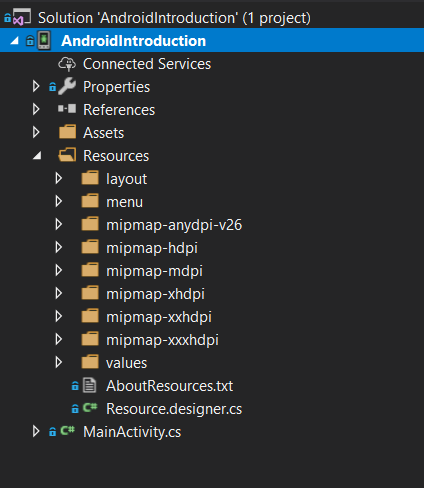 Solution 'AndroidIntroduction' (1 project)
AndroidIntroduction
Connected Services
Properties
References
Assets
Resources
layout
menu
mipmap-anydpi-v26
mipmap-hdpi
mipmap-mdpi
mipmap-xhdpi
mipmap-xxhdpi
mipmap-xxxhdpi
values
AboutResources.txt
C# Resource.designer.cs
C# MainActivity.cs